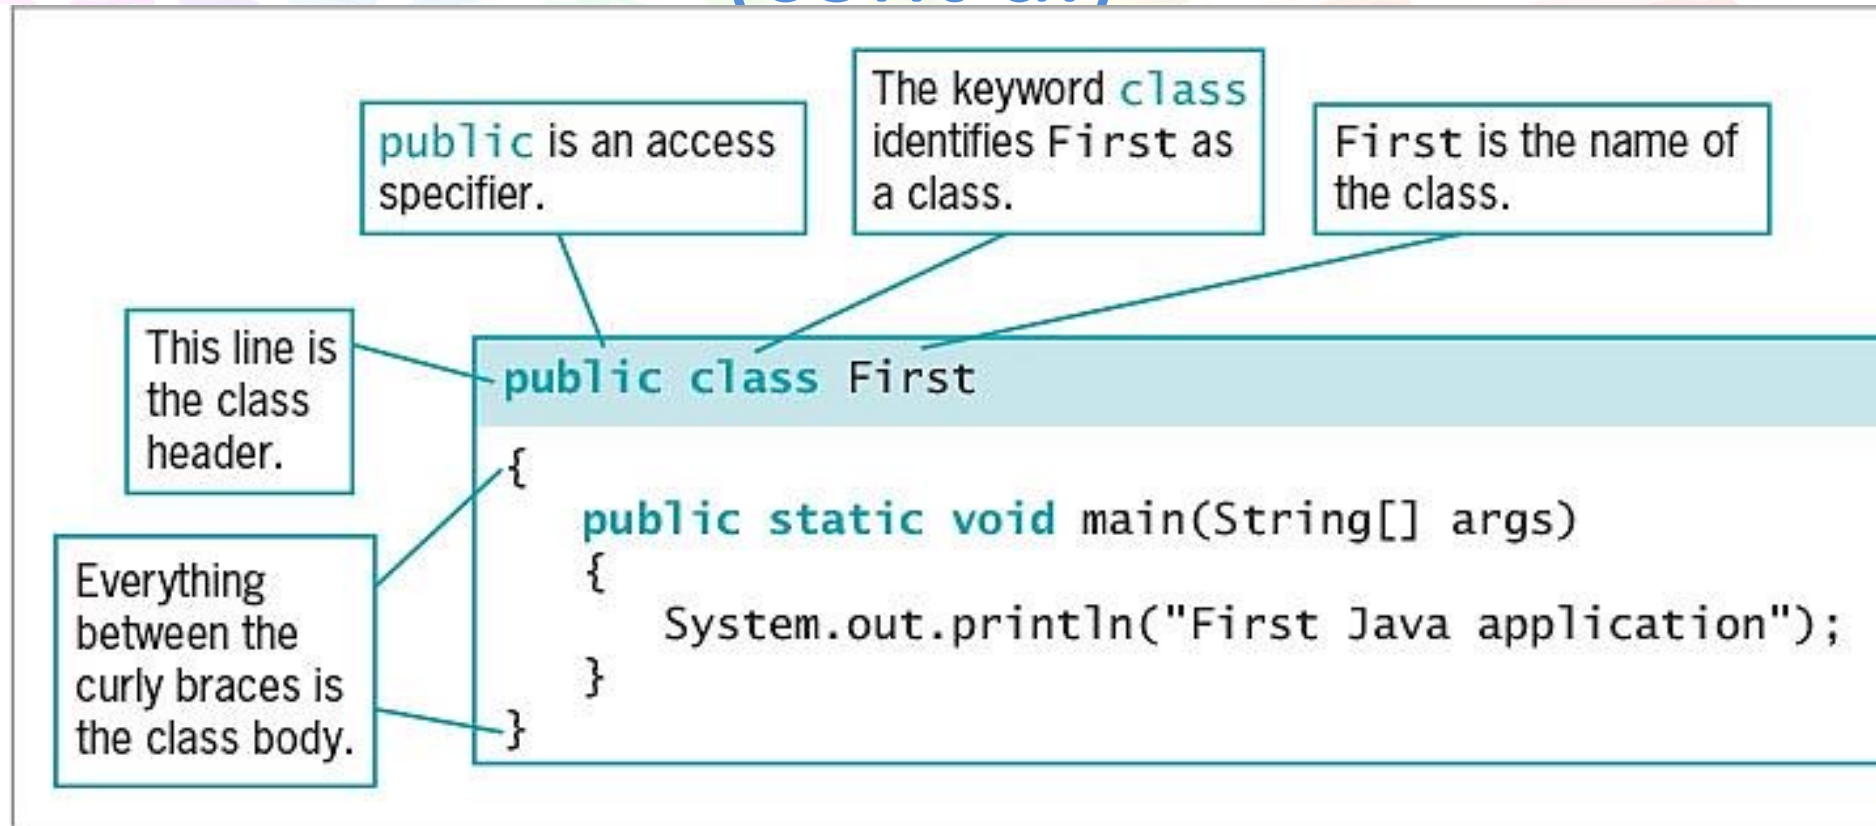 public is an access
specifier.
The keyword class
identifies First as
a class.
First is the name of
the class.
This line is
the class
header.
public class First
{
public static void main(String[] args)
{
System.out.println("First Java application");
}
}
Everything
between the
curly braces is
the class body.